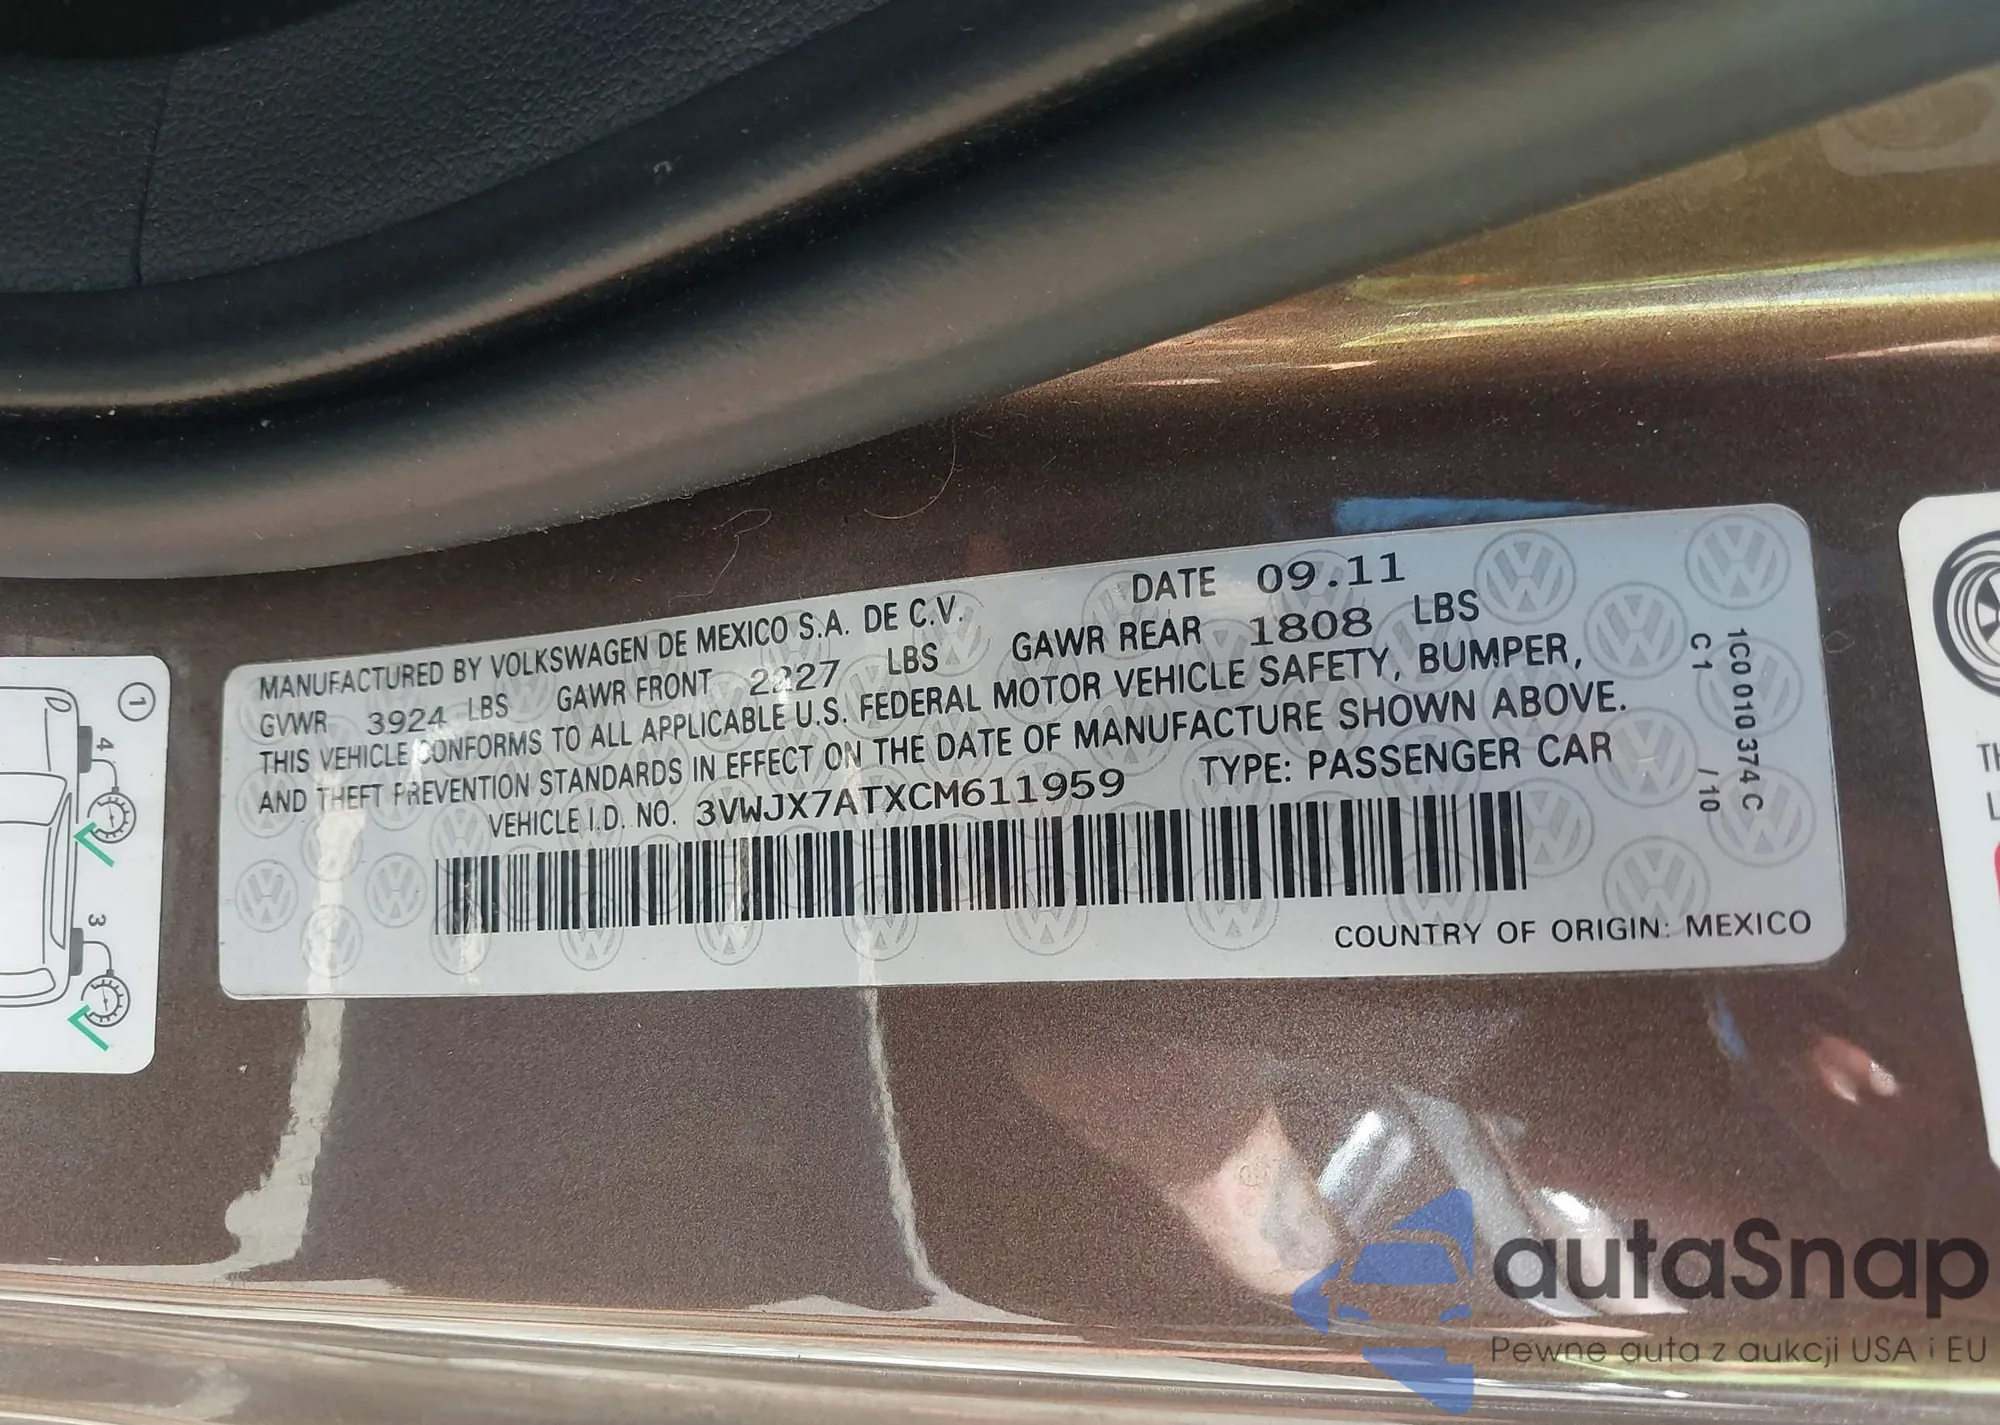 MANUFACTURED BY VOLKSWAGEN DE MEXICO S.A. DE C.V. DATE 09.11
GVWR 3924 LBS GAWR FRONT 2227 LBS GAWR REAR 1808 LBS
THIS VEHICLE CONFORMS TO ALL APPLICABLE U.S. FEDERAL MOTOR VEHICLE SAFETY, BUMPER,
AND THEFT PREVENTION STANDARDS IN EFFECT ON THE DATE OF MANUFACTURE SHOWN ABOVE.
VEHICLE I.D. NO. 3VWJX7ATXCM611959 TYPE: PASSENGER CAR
COUNTRY OF ORIGIN: MEXICO
1C0 010 374 C
C 1 / 10
1
4
3
autaSnap
Pewne auta z aukcji USA i EU